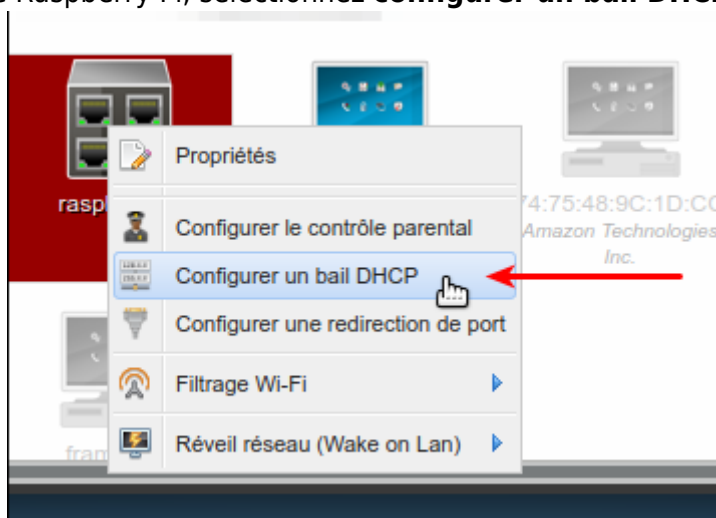 Raspberry Pi, sélectionnez configurer un bail DHC
Propriétés
rasp
74:75:48:9C:1D:CC
Configurer le contrôle parental
Amazon Technologies
Inc.
Configurer un bail DHCP
Configurer une redirection de port
Filtrage Wi-Fi
fram
Réveil réseau (Wake on Lan)